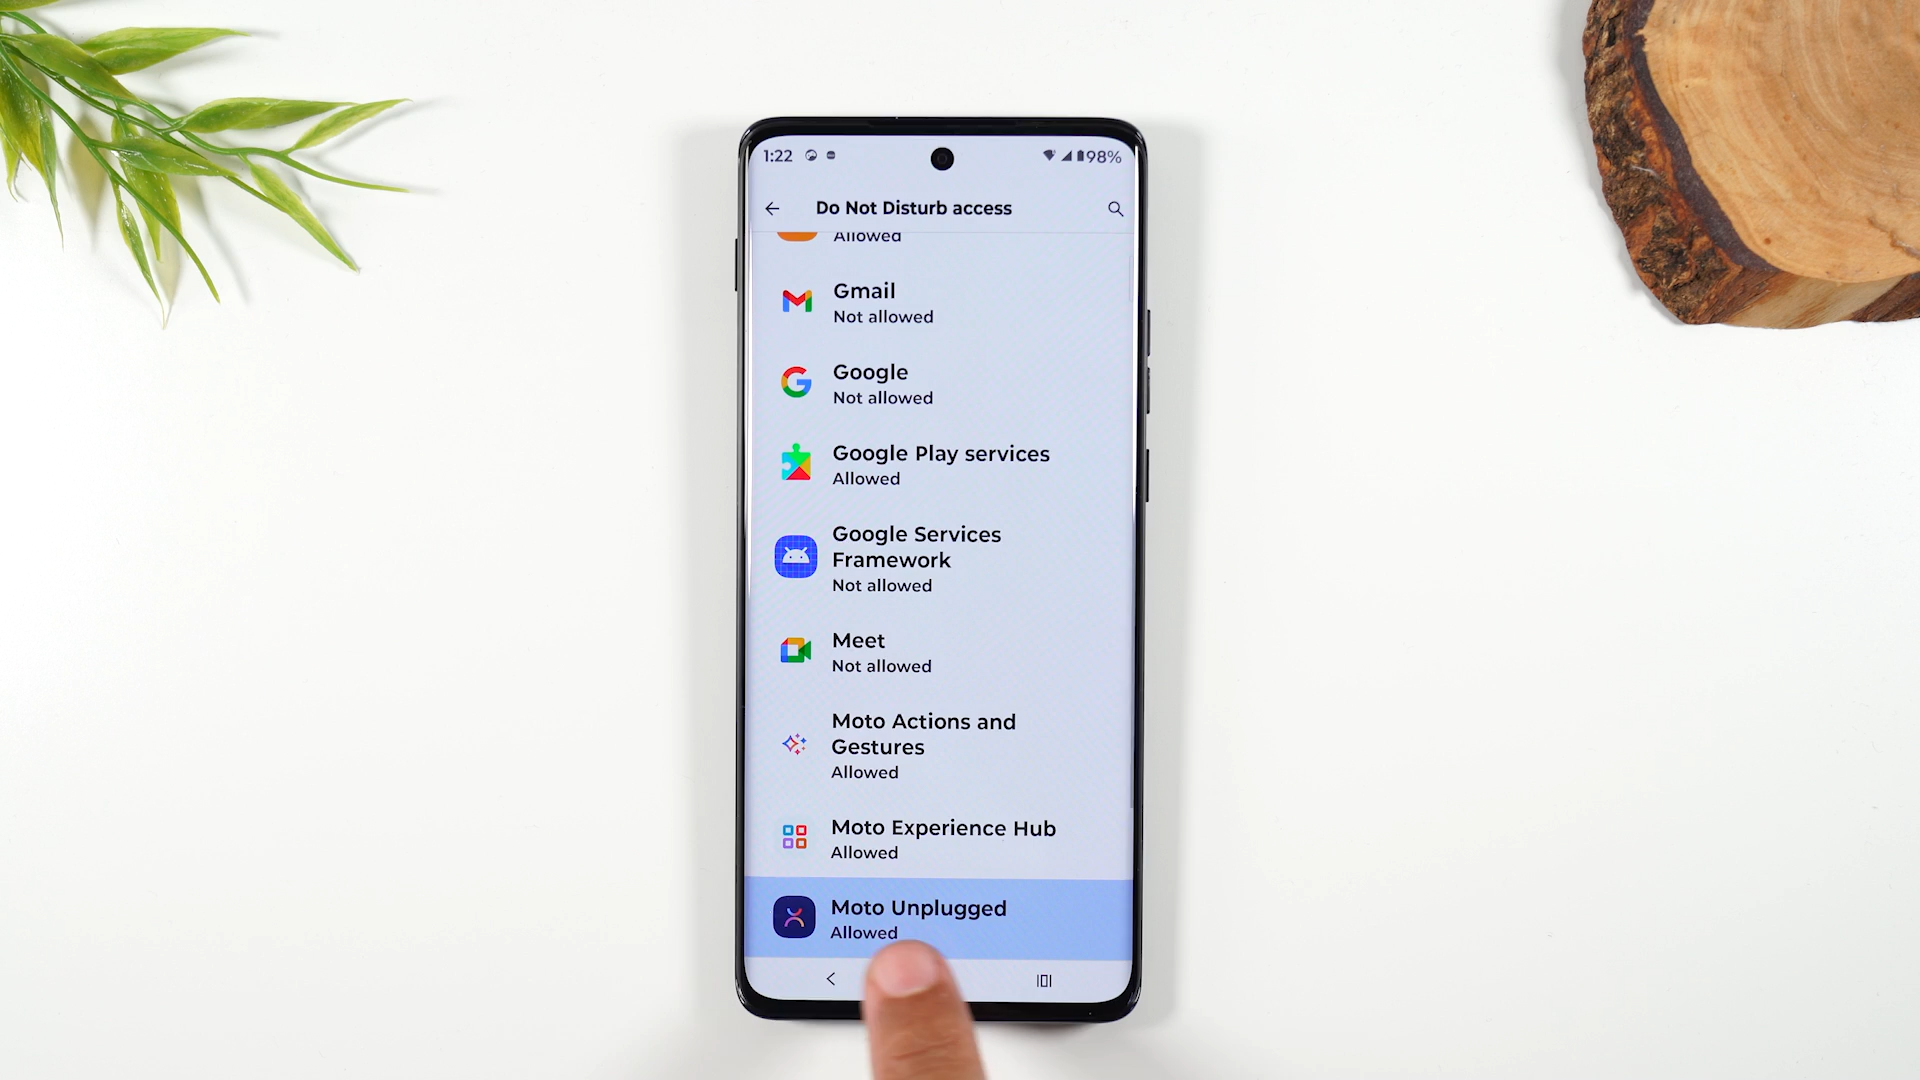 1:22
98%
Do Not Disturb access
Allowed
Gmail
Not allowed
Google
Not allowed
Google Play services
Allowed
Google Services
Framework
Not allowed
Meet
Not allowed
Moto Actions and
Gestures
Allowed
Moto Experience Hub
Allowed
Moto Unplugged
Allowed